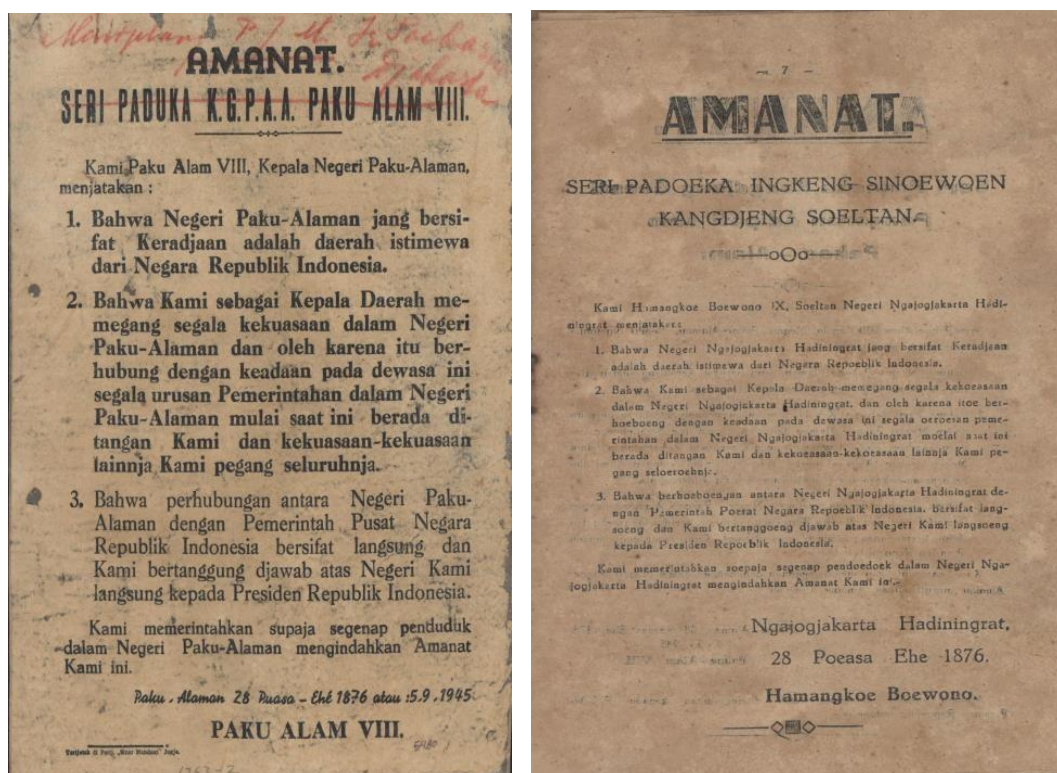 AMANAT.
SERI PADUKA K.G.P.A.A. PAKU ALAM VIII.
Kami Paku Alam VIII, Kepala Negeri Paku-Alaman,
menjatakan :
1. Bahwa Negeri Paku-Alaman jang bersi-
fat Keradjaan adalah daerah istimewa
dari Negara Republik Indonesia.
2. Bahwa Kami sebagai Kepala Daerah me-
megang segala kekuasaan dalam Negeri
Paku-Alaman dan oleh karena itu ber-
hubung dengan keadaan pada dewasa ini
segala urusan Pemerintahan dalam Negeri
Paku-Alaman mulai saat ini berada di-
tangan Kami dan kekuasaan-kekuasaan
lainnja Kami pegang seluruhnja.
3. Bahwa perhubungan antara Negeri Paku-
Alaman dengan Pemerintah Pusat Negara
Republik Indonesia bersifat langsung dan
Kami bertanggung djawab atas Negeri Kami
langsung kepada Presiden Republik Indonesia.
Kami memerintahkan supaja segenap penduduk
dalam Negeri Paku-Alaman mengindahkan Amanat
Kami ini.
Paku-Alaman 28 Puasa - Ehé 1876 atau :5.9.1945
PAKU ALAM VIII.
- 7 -
AMANAT.
SERI PADOEKA INGKENG SINOEWOEN
KANGDJENG SOELTAN.
Kami Hamangkoe Boewono IX, Soeltan Negeri Ngajogjakarta Hadi-
ningrat menjatakan:
1. Bahwa Negeri Ngajogjakarta Hadiningrat jang bersifat Keradjaan
adalah daerah istimewa dari Negara Repoeblik Indonesia.
2. Bahwa Kami sebagai Kepala Daerah memegang segala kekoeasaan
dalam Negeri Ngajogjakarta Hadiningrat, dan oleh karena itoe ber-
hoeboeng dengan keadaan pada dewasa ini segala oeroesan peme-
rintahan dalam Negeri Ngajogjakarta Hadiningrat moelai saat ini
berada ditangan Kami dan kekoeasaan-kekoeasaan lainnja Kami pe-
gang seloeroehnja.
3. Bahwa berhoeboengan antara Negeri Ngajogjakarta Hadiningrat de-
ngan Pemerintah Poesat Negara Repoeblik Indonesia, bersifat lang-
soeng dan Kami bertanggoeng djawab atas Negeri Kami langsoeng
kepada Presiden Repoeblik Indonesia.
Kami memerintahkan soepaja segenap pendoedoek dalam Negeri Nga-
jogjakarta Hadiningrat mengindahkan Amanat Kami ini.
Ngajogjakarta Hadiningrat,
28 Poeasa Ehe 1876.
Hamangkoe Boewono.